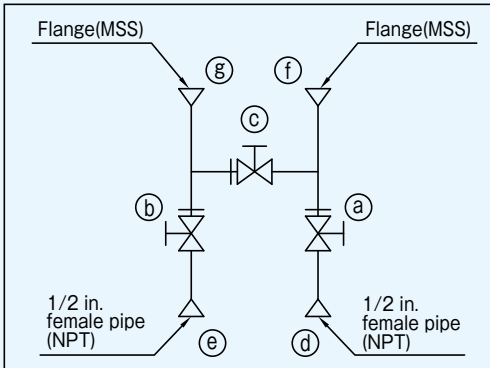 Flange(MSS)
Flange(MSS)
g
f
c
b
a
1/2 in.
female pipe
(NPT)
1/2 in.
female pipe
(NPT)
e
d